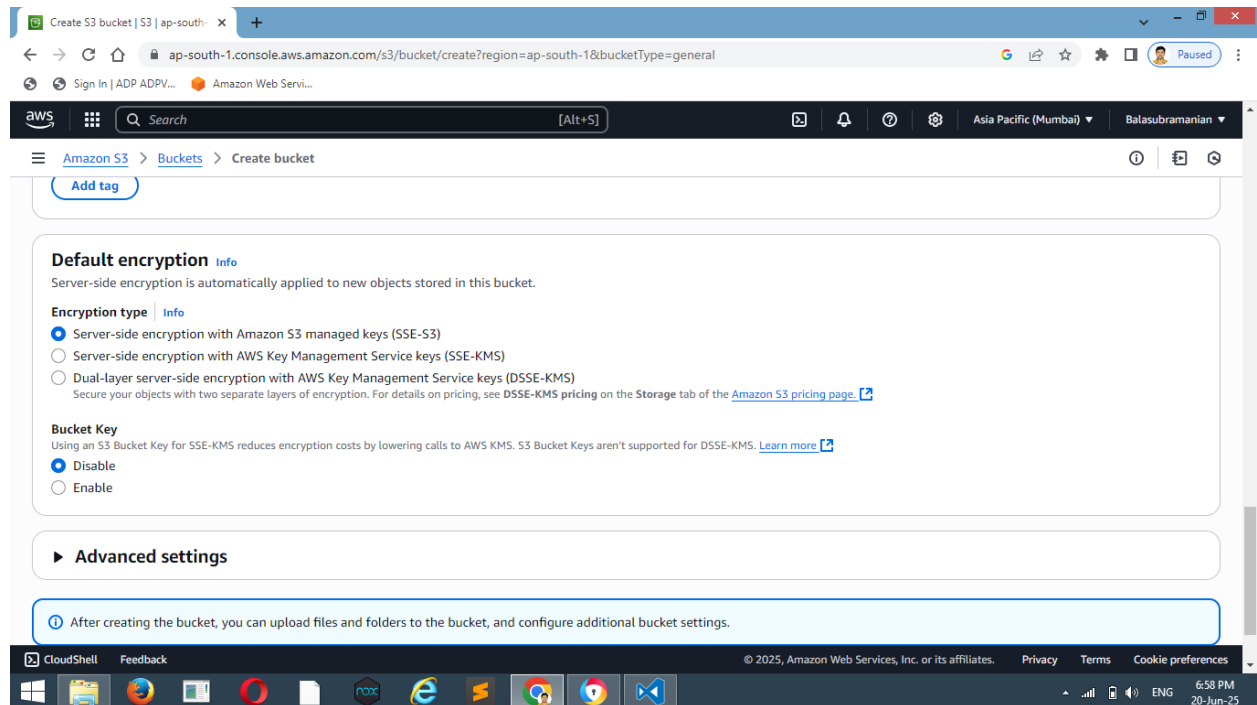 Create S3 bucket | S3 | ap-south-
ap-south-1.console.aws.amazon.com/s3/bucket/create?region=ap-south-1&bucketType=general
Paused
Sign In | ADP ADPV...
Amazon Web Servi...
aws
Search
[Alt+S]
Asia Pacific (Mumbai)
Balasubramanian
Amazon S3 > Buckets > Create bucket
Add tag
Default encryption Info
Server-side encryption is automatically applied to new objects stored in this bucket.
Encryption type | Info
Server-side encryption with Amazon S3 managed keys (SSE-S3)
Server-side encryption with AWS Key Management Service keys (SSE-KMS)
Dual-layer server-side encryption with AWS Key Management Service keys (DSSE-KMS)
Secure your objects with two separate layers of encryption. For details on pricing, see DSSE-KMS pricing on the Storage tab of the Amazon S3 pricing page.
Bucket Key
Using an S3 Bucket Key for SSE-KMS reduces encryption costs by lowering calls to AWS KMS. S3 Bucket Keys aren't supported for DSSE-KMS. Learn more
Disable
Enable
Advanced settings
After creating the bucket, you can upload files and folders to the bucket, and configure additional bucket settings.
CloudShell
Feedback
© 2025, Amazon Web Services, Inc. or its affiliates.
Privacy
Terms
Cookie preferences
nox
ENG
6:58 PM
20-Jun-25